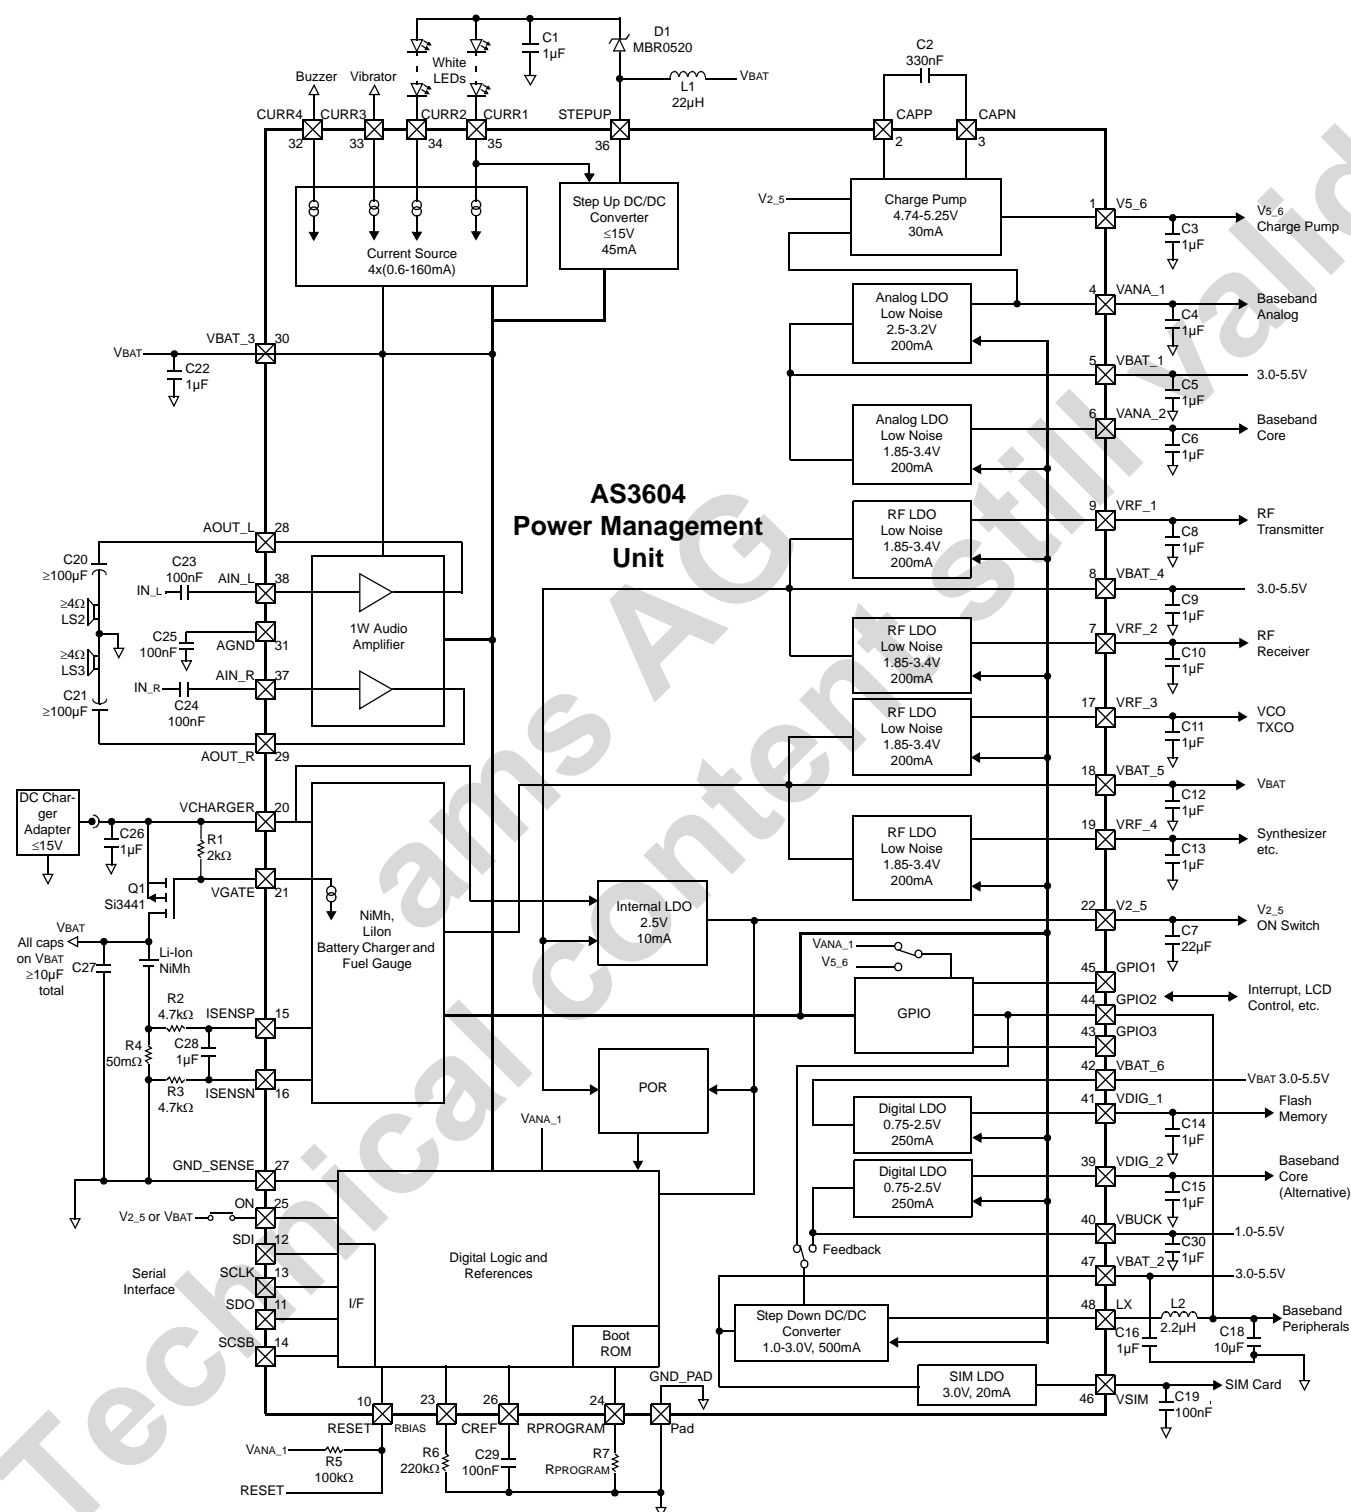 D1
MBR0520
C1
1µF
C2
330nF
White
LEDs
Buzzer
Vibrator
L1
22µH
VBAT
CURR4
CURR3
CURR2
CURR1
STEPUP
CAPP
CAPN
32
33
34
35
36
2
3
Step Up DC/DC
Converter
≤15V
45mA
Current Source
4x(0.6-160mA)
V2_5
Charge Pump
4.74-5.25V
30mA
1
V5_6
C3
1µF
V5_6
Charge Pump
Analog LDO
Low Noise
2.5-3.2V
200mA
4
VANA_1
C4
1µF
Baseband
Analog
VBAT
VBAT_3
30
C22
1µF
5
VBAT_1
3.0-5.5V
C5
1µF
Analog LDO
Low Noise
1.85-3.4V
200mA
6
VANA_2
C6
1µF
Baseband
Core
AS3604
Power Management
Unit
RF LDO
Low Noise
1.85-3.4V
200mA
9
VRF_1
C8
1µF
RF
Transmitter
8
VBAT_4
3.0-5.5V
C9
1µF
RF LDO
Low Noise
1.85-3.4V
200mA
7
VRF_2
C10
1µF
RF
Receiver
AOUT_L
28
C20
≥100µF
C23
100nF
IN_L
AIN_L
38
≥4Ω
LS2
C25
100nF
AGND
31
1W Audio
Amplifier
≥4Ω
LS3
C21
≥100µF
IN_R
C24
100nF
AIN_R
37
AOUT_R
29
RF LDO
Low Noise
1.85-3.4V
200mA
17
VRF_3
C11
1µF
VCO
TXCO
18
VBAT_5
C12
1µF
VBAT
RF LDO
Low Noise
1.85-3.4V
200mA
19
VRF_4
C13
1µF
Synthesizer
etc.
DC Char-
ger
Adapter
≤15V
VCHARGER
20
C26
1µF
R1
2kΩ
Q1
Si3441
VGATE
21
NiMh,
LiIon
Battery Charger and
Fuel Gauge
VBAT
All caps
on VBAT
≥10µF
total
C27
Li-Ion
NiMh
Internal LDO
2.5V
10mA
22
V2_5
C7
22µF
V2_5
ON Switch
VANA_1
V5_6
GPIO
45
GPIO1
44
GPIO2
43
GPIO3
Interrupt, LCD
Control, etc.
R2
4.7kΩ
ISENSP
15
R4
50mΩ
C28
1µF
R3
4.7kΩ
ISENSN
16
POR
42
VBAT_6
VBAT 3.0-5.5V
Digital LDO
0.75-2.5V
250mA
41
VDIG_1
C14
1µF
Flash
Memory
Digital LDO
0.75-2.5V
250mA
39
VDIG_2
C15
1µF
Baseband
Core
(Alternative)
40
VBUCK
1.0-5.5V
C30
1µF
VANA_1
GND_SENSE
27
V2_5 or VBAT
ON
25
SDI
12
SCLK
13
SDO
11
SCSB
14
Serial
Interface
I/F
Digital Logic and
References
Boot
ROM
Feedback
47
VBAT_2
3.0-5.5V
Step Down DC/DC
Converter
1.0-3.0V, 500mA
48
LX
L2
2.2µH
C16
1µF
C18
10µF
Baseband
Peripherals
SIM LDO
3.0V, 20mA
46
VSIM
C19
100nF
SIM Card
GND_PAD
10
23
26
24
RESET
RBIAS
CREF
RPROGRAM
Pad
VANA_1
R5
100kΩ
RESET
R6
220kΩ
C29
100nF
R7
RPROGRAM
ams AG
Technical content still valid